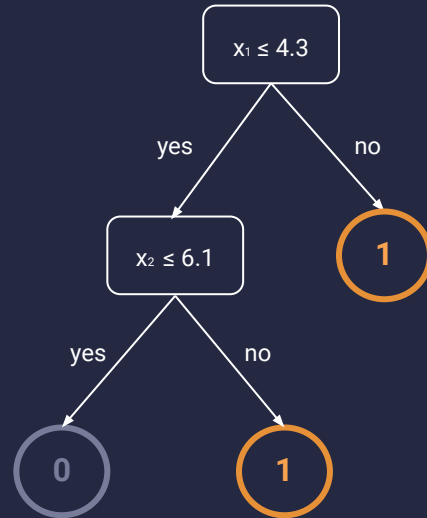 x₁ ≤ 4.3
yes
no
1
x₂ ≤ 6.1
yes
no
0
1